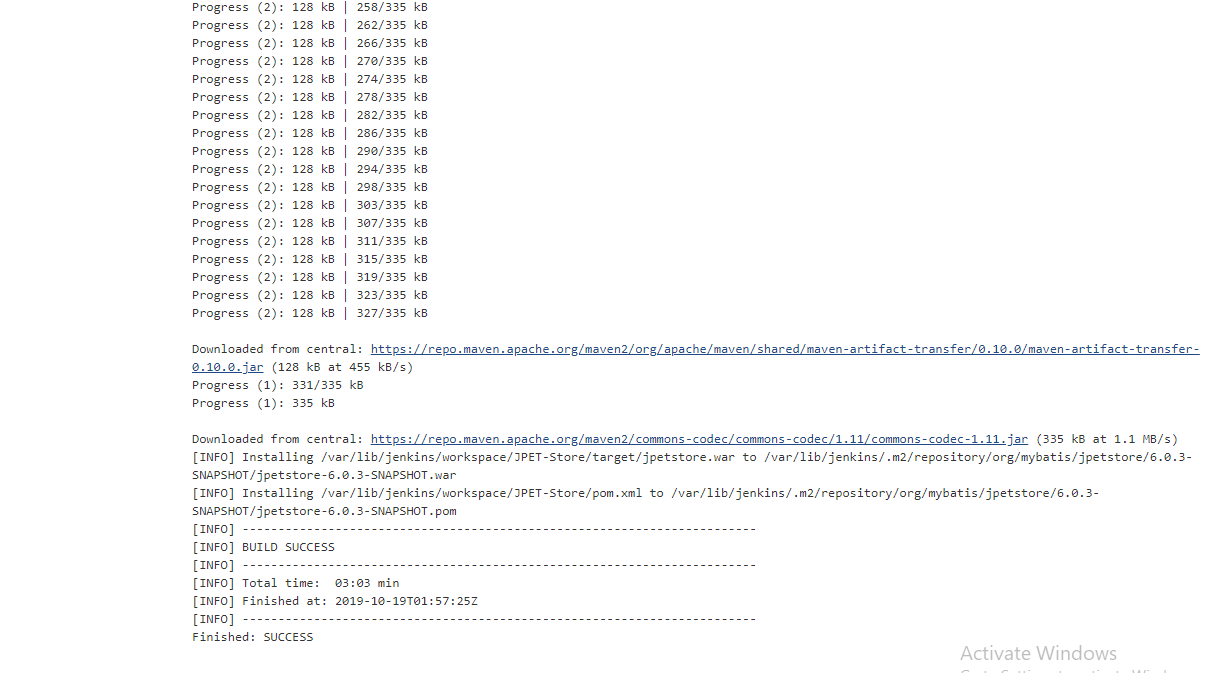 Progress (2): 128 kB | 258/335 kB
Progress (2): 128 kB | 262/335 kB
Progress (2): 128 kB | 266/335 kB
Progress (2): 128 kB | 270/335 kB
Progress (2): 128 kB | 274/335 kB
Progress (2): 128 kB | 278/335 kB
Progress (2): 128 kB | 282/335 kB
Progress (2): 128 kB | 286/335 kB
Progress (2): 128 kB | 290/335 kB
Progress (2): 128 kB | 294/335 kB
Progress (2): 128 kB | 298/335 kB
Progress (2): 128 kB | 303/335 kB
Progress (2): 128 kB | 307/335 kB
Progress (2): 128 kB | 311/335 kB
Progress (2): 128 kB | 315/335 kB
Progress (2): 128 kB | 319/335 kB
Progress (2): 128 kB | 323/335 kB
Progress (2): 128 kB | 327/335 kB
Downloaded from central: https://repo.maven.apache.org/maven2/org/apache/maven/shared/maven-artifact-transfer/0.10.0/maven-artifact-transfer-
0.10.0.jar (128 kB at 455 kB/s)
Progress (1): 331/335 kB
Progress (1): 335 kB
Downloaded from central: https://repo.maven.apache.org/maven2/commons-codec/commons-codec/1.11/commons-codec-1.11.jar (335 kB at 1.1 MB/s)
[INFO] Installing /var/lib/jenkins/workspace/JPET-Store/target/jpetstore.war to /var/lib/jenkins/.m2/repository/org/mybatis/jpetstore/6.0.3-
SNAPSHOT/jpetstore-6.0.3-SNAPSHOT.war
[INFO] Installing /var/lib/jenkins/workspace/JPET-Store/pom.xml to /var/lib/jenkins/.m2/repository/org/mybatis/jpetstore/6.0.3-
SNAPSHOT/jpetstore-6.0.3-SNAPSHOT.pom
[INFO] ------------------------------------------------------------------------
[INFO] BUILD SUCCESS
[INFO] ------------------------------------------------------------------------
[INFO] Total time:  03:03 min
[INFO] Finished at: 2019-10-19T01:57:25Z
[INFO] ------------------------------------------------------------------------
Finished: SUCCESS
Activate Windows